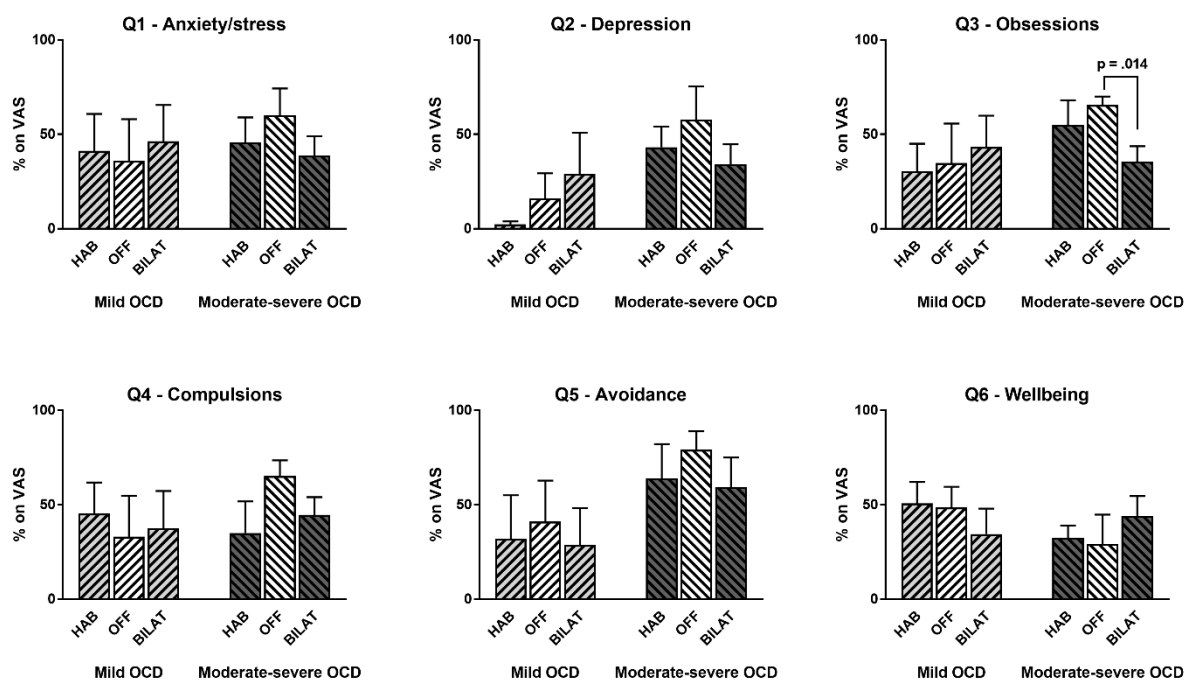 Q1 - Anxiety/stress
100
50
0
% on VAS
HAB OFF BILAT HAB OFF BILAT
Mild OCD Moderate-severe OCD
Q2 - Depression
100
50
0
% on VAS
HAB OFF BILAT HAB OFF BILAT
Mild OCD Moderate-severe OCD
Q3 - Obsessions
p = .014
100
50
0
% on VAS
HAB OFF BILAT HAB OFF BILAT
Mild OCD Moderate-severe OCD
Q4 - Compulsions
100
50
0
% on VAS
HAB OFF BILAT HAB OFF BILAT
Mild OCD Moderate-severe OCD
Q5 - Avoidance
100
50
0
% on VAS
HAB OFF BILAT HAB OFF BILAT
Mild OCD Moderate-severe OCD
Q6 - Wellbeing
100
50
0
% on VAS
HAB OFF BILAT HAB OFF BILAT
Mild OCD Moderate-severe OCD